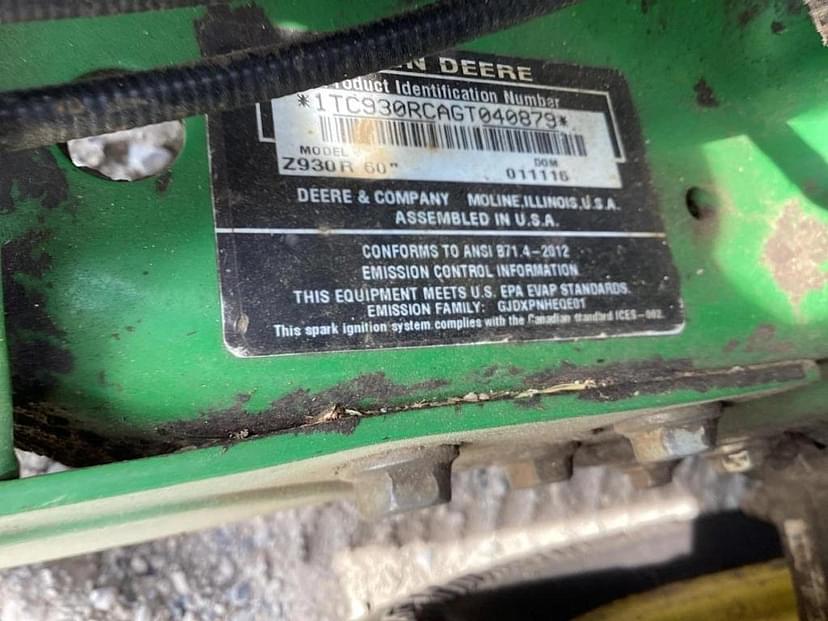 DEERE
Product Identification Number
*1TC930RCAGT040879*
MODEL DOM
Z930R 60" 011116
DEERE & COMPANY MOLINE, ILLINOIS, U.S.A.
ASSEMBLED IN U.S.A.
CONFORMS TO ANSI B71.4-2012
EMISSION CONTROL INFORMATION
THIS EQUIPMENT MEETS U.S. EPA EVAP STANDARDS.
EMISSION FAMILY: GJDXPNHEQE01
This spark ignition system complies with the Canadian standard ICES-002.